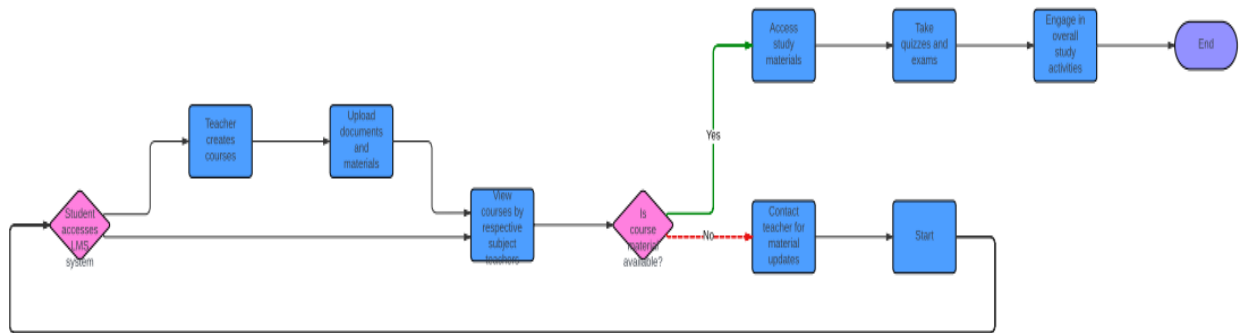 Access
study
materials
Take
quizzes and
exams
Engage in
overall
study
activities
End
Teacher
creates
courses
Upload
documents
and
materials
Yes
Student
accesses
LMS
system
View
courses by
respective
subject
teachers
Is
course
material
available?
No
Contact
teacher for
material
updates
Start